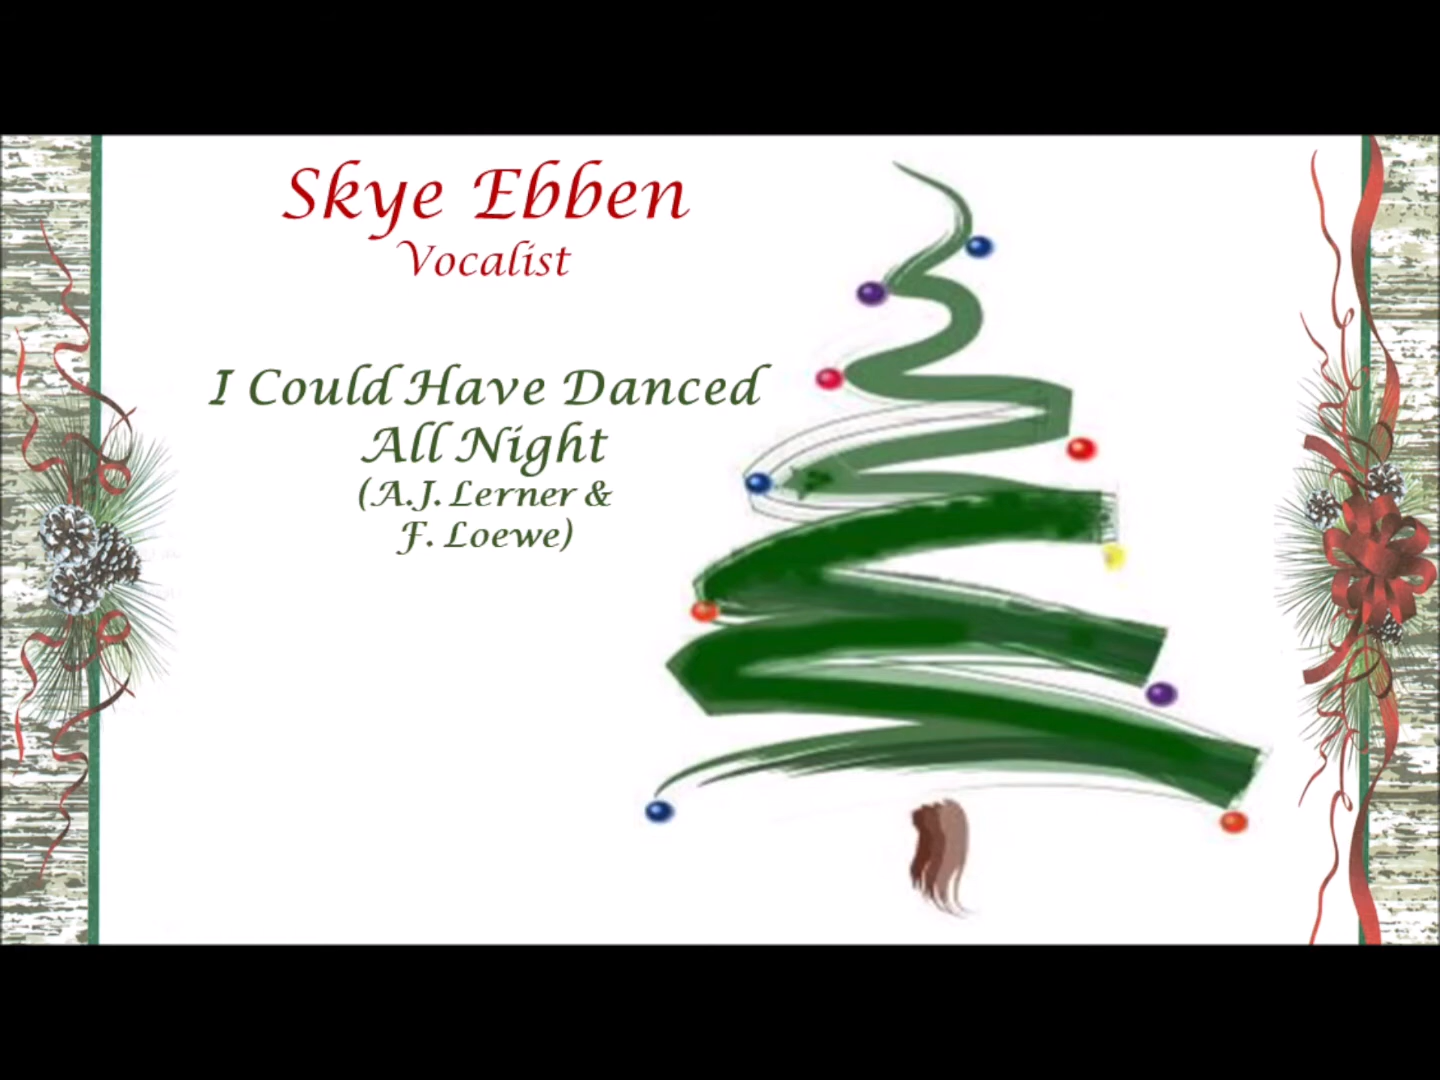 Skye Ebben
Vocalist
I Could Have Danced
All Night
(A.J. Lerner &
F. Loewe)